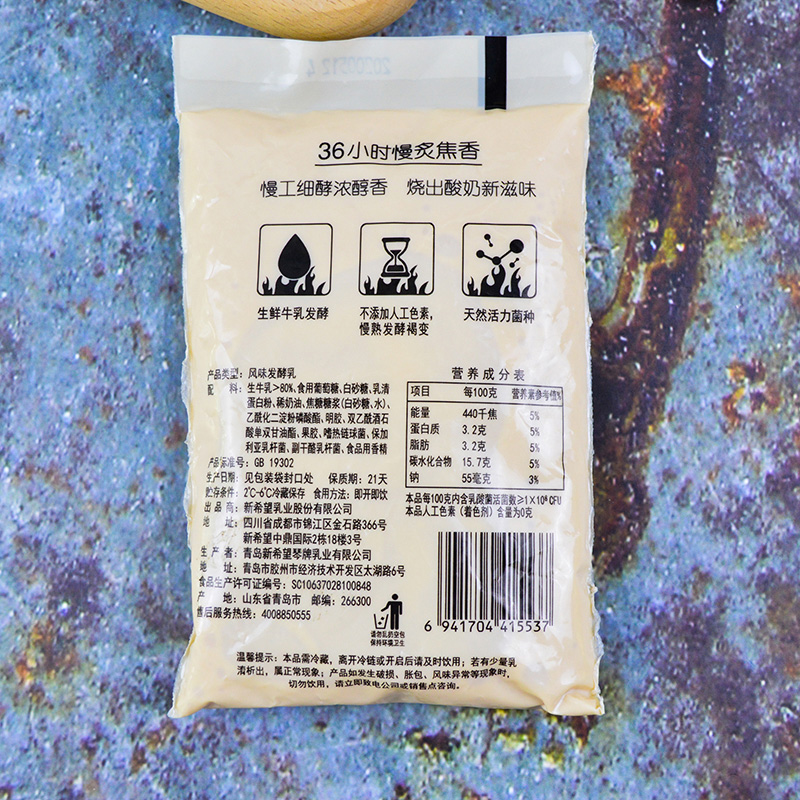 36小时慢炙焦香
慢工细酵浓醇香 烧出酸奶新滋味
生鲜牛乳发酵
不添加人工色素,
慢熟发酵褐变
天然活力菌种
产品类型: 风味发酵乳
配 料: 生牛乳>80%、食用葡萄糖、白砂糖、乳清
蛋白粉、稀奶油、焦糖糖浆(白砂糖、水)、
乙酰化二淀粉磷酸酯、明胶、双乙酰酒石
酸单双甘油酯、果胶、嗜热链球菌、保加
利亚乳杆菌、副干酪乳杆菌、食品用香精
产品标准号: GB 19302
生产日期: 见包装袋封口处 保质期: 21天
贮存条件: 2℃-6℃冷藏保存 食用方法: 即开即饮
出 品 商: 新希望乳业股份有限公司
地 址: 四川省成都市锦江区金石路366号
新希望中鼎国际2栋18楼3号
生 产 者: 青岛新希望琴牌乳业有限公司
地 址: 青岛市胶州市经济技术开发区太湖路6号
食品生产许可证编号: SC10637028100848
产 地: 山东省青岛市 邮编: 266300
售后服务热线: 4008850555
营养成分表
项目 每100克 营养素参考值%
能量 440千焦 5%
蛋白质 3.2克 5%
脂肪 3.2克 5%
碳水化合物 15.7克 5%
钠 55毫克 3%
本品每100克内含乳酸菌活菌数≥1×10⁸ CFU
本品人工色素(着色剂)含量为0克
请勿乱扔空包
保持环境卫生
6 941704 415537
温馨提示: 本品需冷藏, 离开冷链或开启后请及时饮用; 若有少量乳
清析出, 属正常现象; 产品如发生破损、胀包、风味异常等现象时,
切勿饮用, 请立即致电公司或销售点咨询。